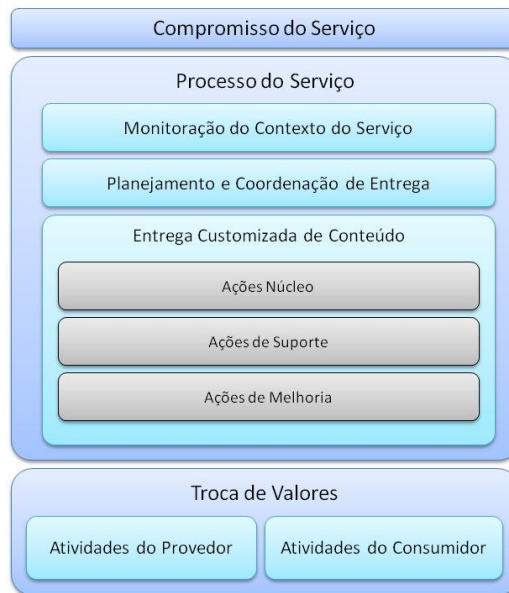 Compromisso do Serviço
Processo do Serviço
Monitoração do Contexto do Serviço
Planejamento e Coordenação de Entrega
Entrega Customizada de Conteúdo
Ações Núcleo
Ações de Suporte
Ações de Melhoria
Troca de Valores
Atividades do Provedor
Atividades do Consumidor